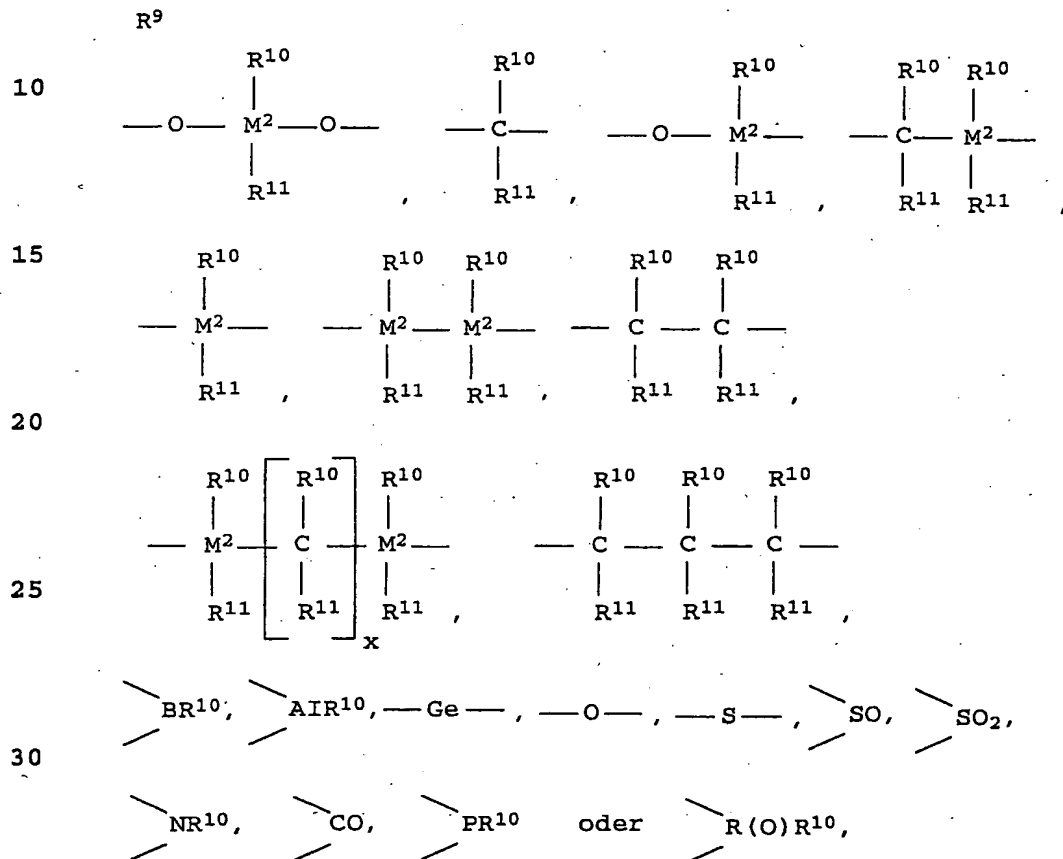 R⁹
R¹⁰ R¹⁰ R¹⁰ R¹⁰ R¹⁰
10
—O—M²—O— —C— —O—M²— —C—M²—
R¹¹ , R¹¹ , R¹¹ , R¹¹ R¹¹ ,
15
R¹⁰ R¹⁰ R¹⁰ R¹⁰ R¹⁰
—M²— —M²—M²— —C—C—
R¹¹ , R¹¹ R¹¹ , R¹¹ R¹¹ ,
20
R¹⁰ R¹⁰ R¹⁰ R¹⁰ R¹⁰ R¹⁰
—M²—C—M²— —C—C—C—
25
R¹¹ R¹¹ R¹¹ , R¹¹ R¹¹ R¹¹ ,
x
BR¹⁰, AIR¹⁰, —Ge— , —O— , —S— , SO, SO₂,
30
NR¹⁰, CO, PR¹⁰ oder R(O)R¹⁰,